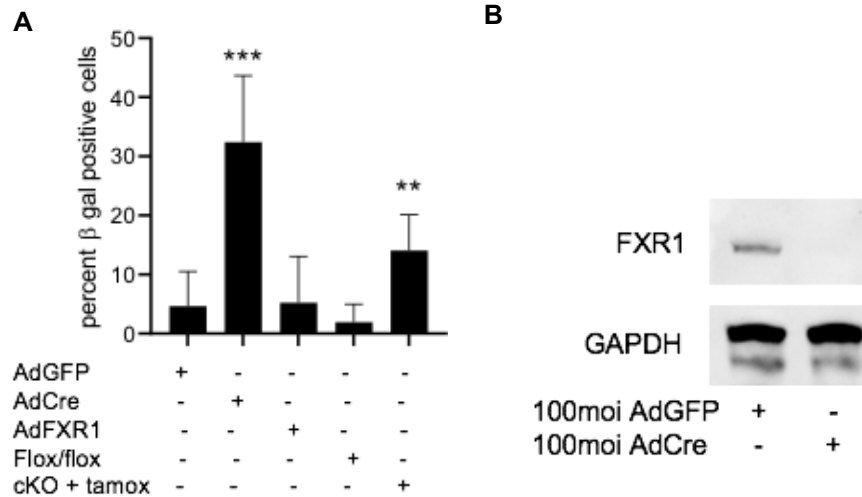 A
B
percent β gal positive cells
50
40
30
20
10
0
***
**
AdGFP + - - - -
AdCre - + - - -
AdFXR1 - - + - -
Flox/flox - - - + -
cKO + tamox - - - - +
FXR1
GAPDH
100moi AdGFP + -
100moi AdCre - +